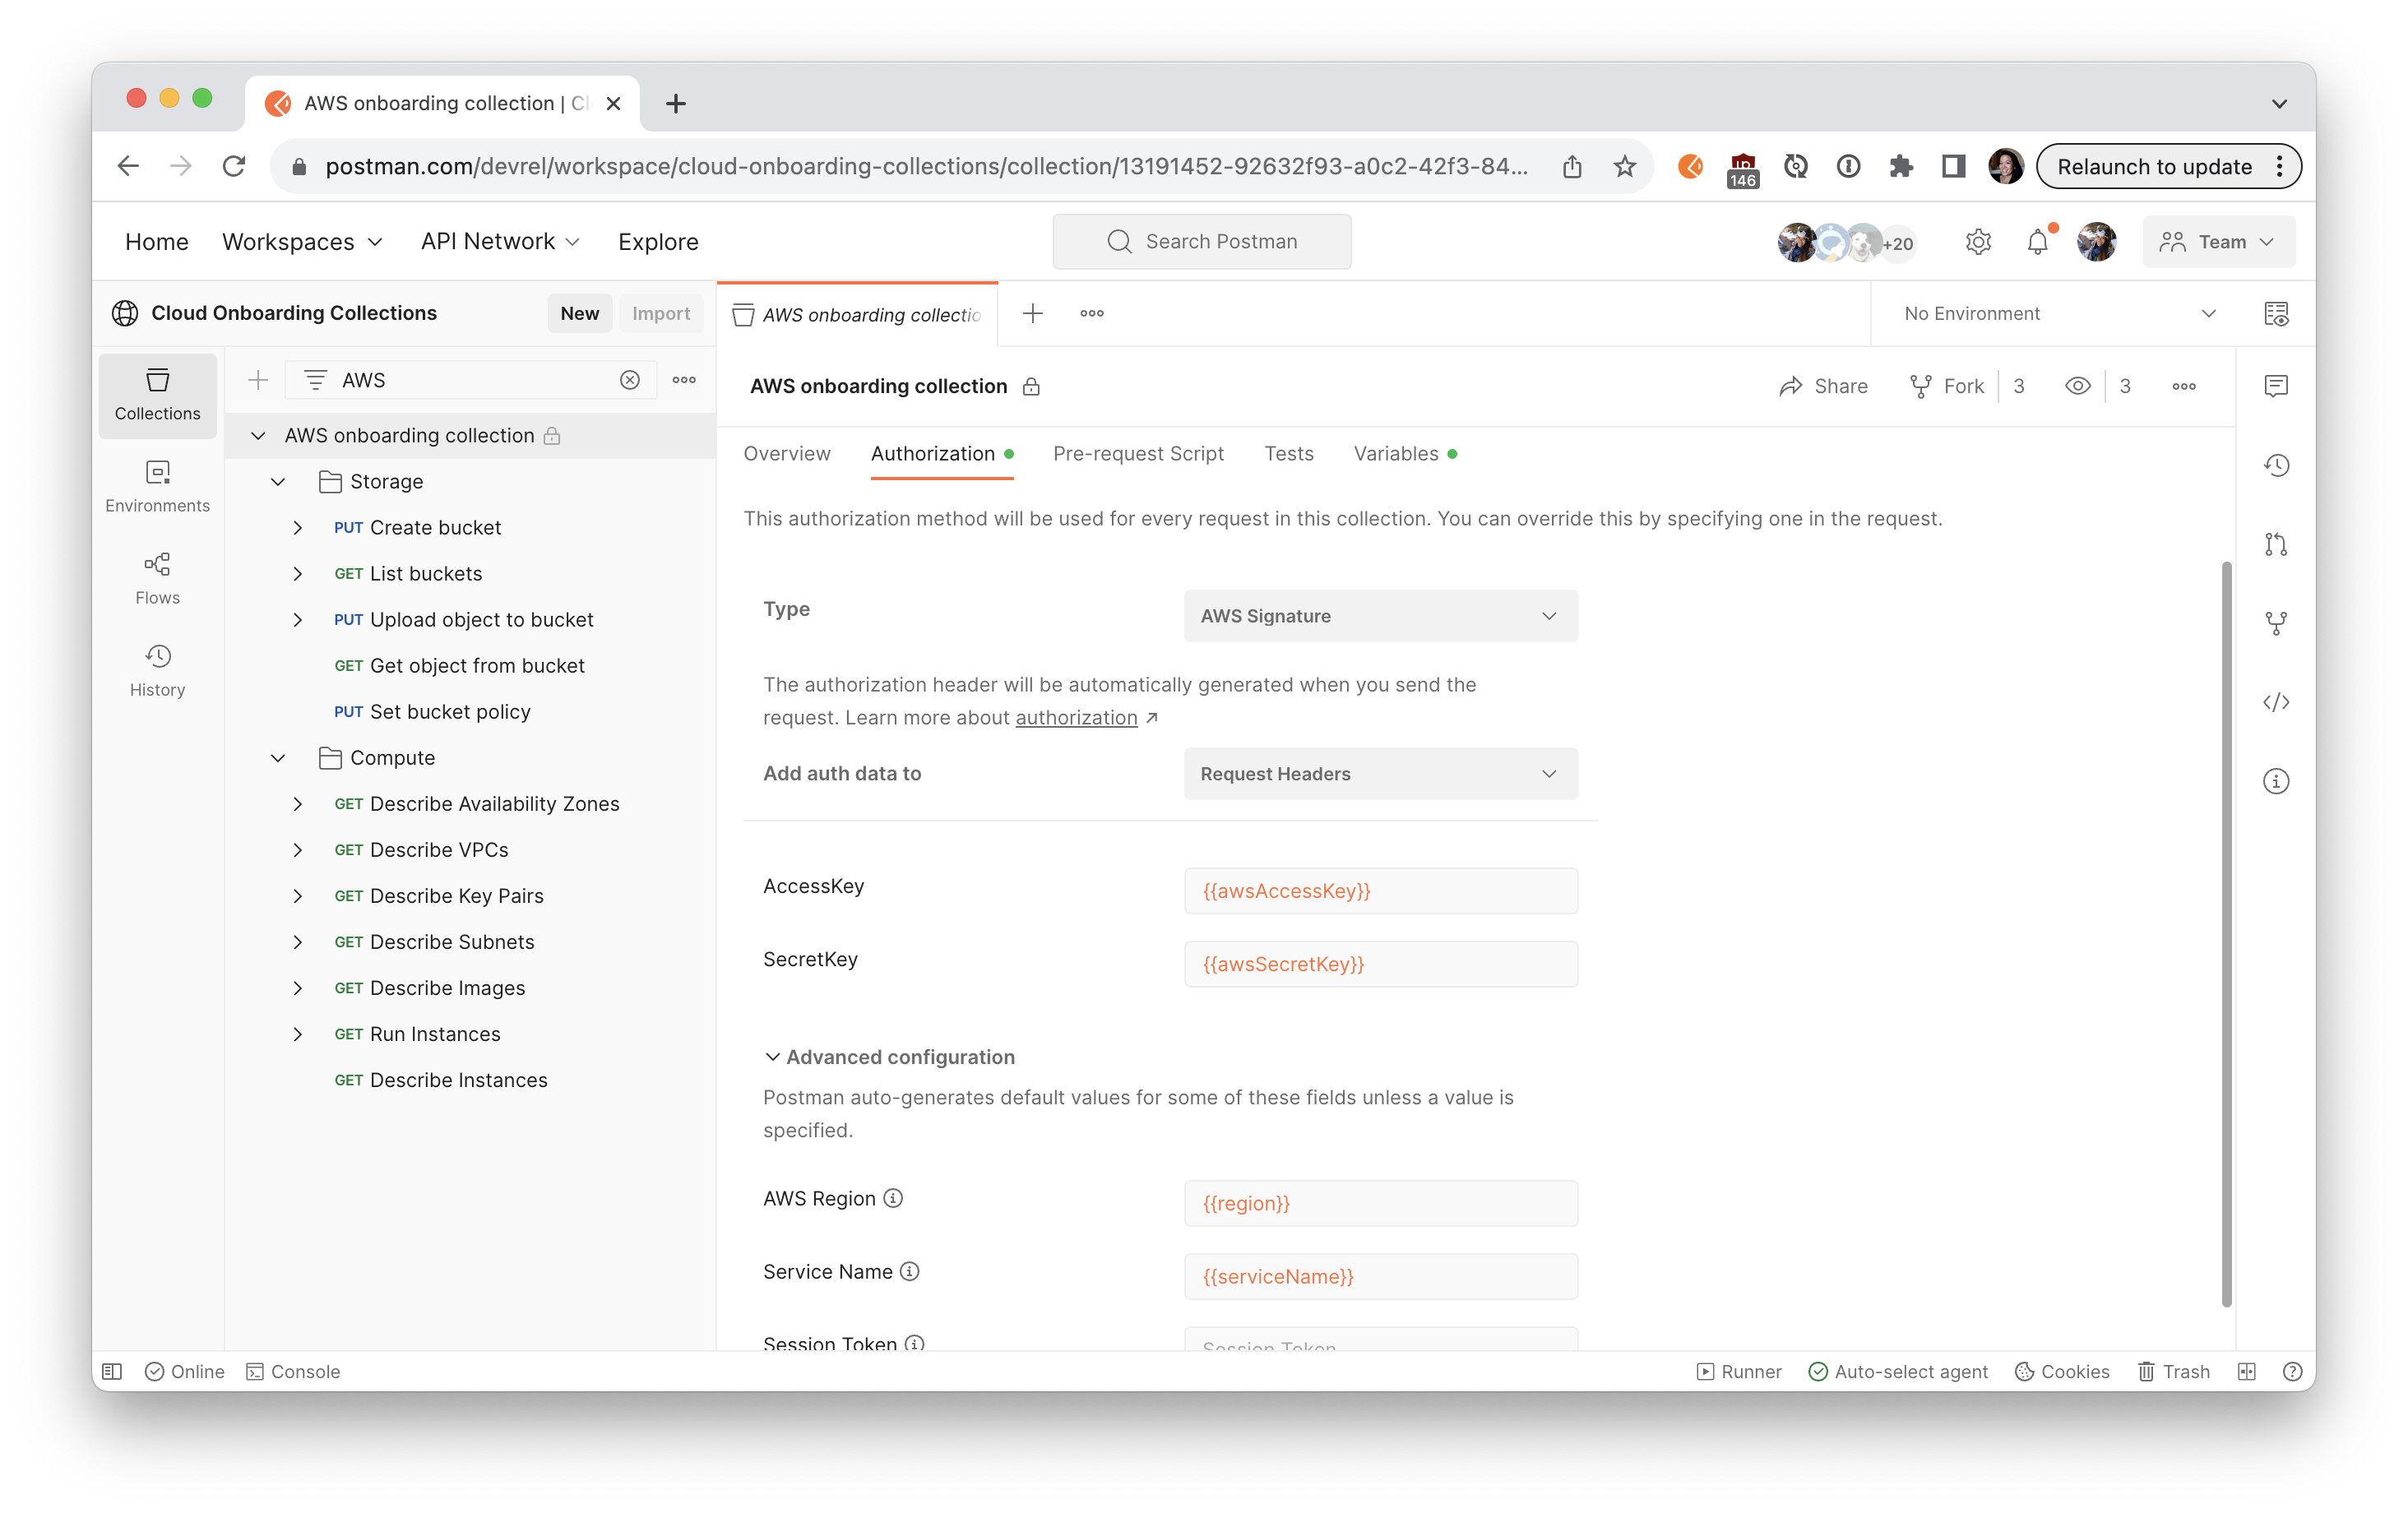 AWS onboarding collection | Cl
postman.com/devrel/workspace/cloud-onboarding-collections/collection/13191452-92632f93-a0c2-42f3-84...
146
Relaunch to update
Home
Workspaces
API Network
Explore
Search Postman
+20
Team
Cloud Onboarding Collections
New
Import
AWS onboarding collectio
No Environment
Collections
Environments
Flows
History
AWS
AWS onboarding collection
Storage
PUT Create bucket
GET List buckets
PUT Upload object to bucket
GET Get object from bucket
PUT Set bucket policy
Compute
GET Describe Availability Zones
GET Describe VPCs
GET Describe Key Pairs
GET Describe Subnets
GET Describe Images
GET Run Instances
GET Describe Instances
AWS onboarding collection
Share
Fork
3
3
Overview
Authorization
Pre-request Script
Tests
Variables
This authorization method will be used for every request in this collection. You can override this by specifying one in the request.
Type
AWS Signature
The authorization header will be automatically generated when you send the
request. Learn more about authorization ↗
Add auth data to
Request Headers
AccessKey
{{awsAccessKey}}
SecretKey
{{awsSecretKey}}
Advanced configuration
Postman auto-generates default values for some of these fields unless a value is
specified.
AWS Region
{{region}}
Service Name
{{serviceName}}
Session Token
Session Token
Online
Console
Runner
Auto-select agent
Cookies
Trash